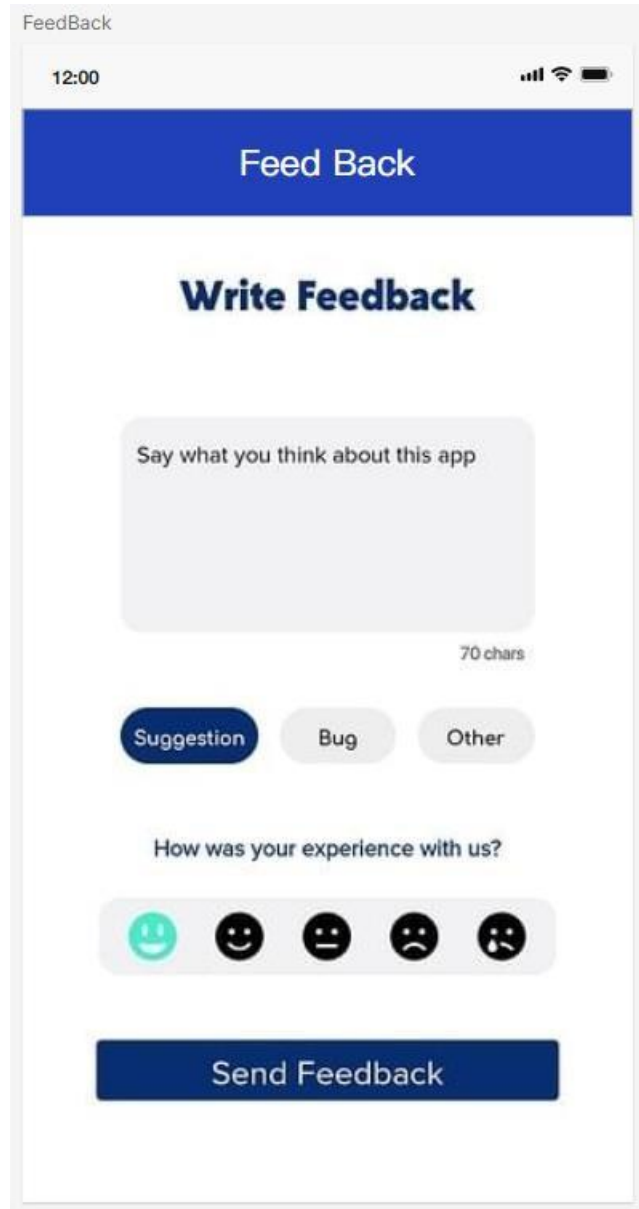 FeedBack
12:00
Feed Back
Write Feedback
Say what you think about this app
70 chars
Suggestion Bug Other
How was your experience with us?
Send Feedback